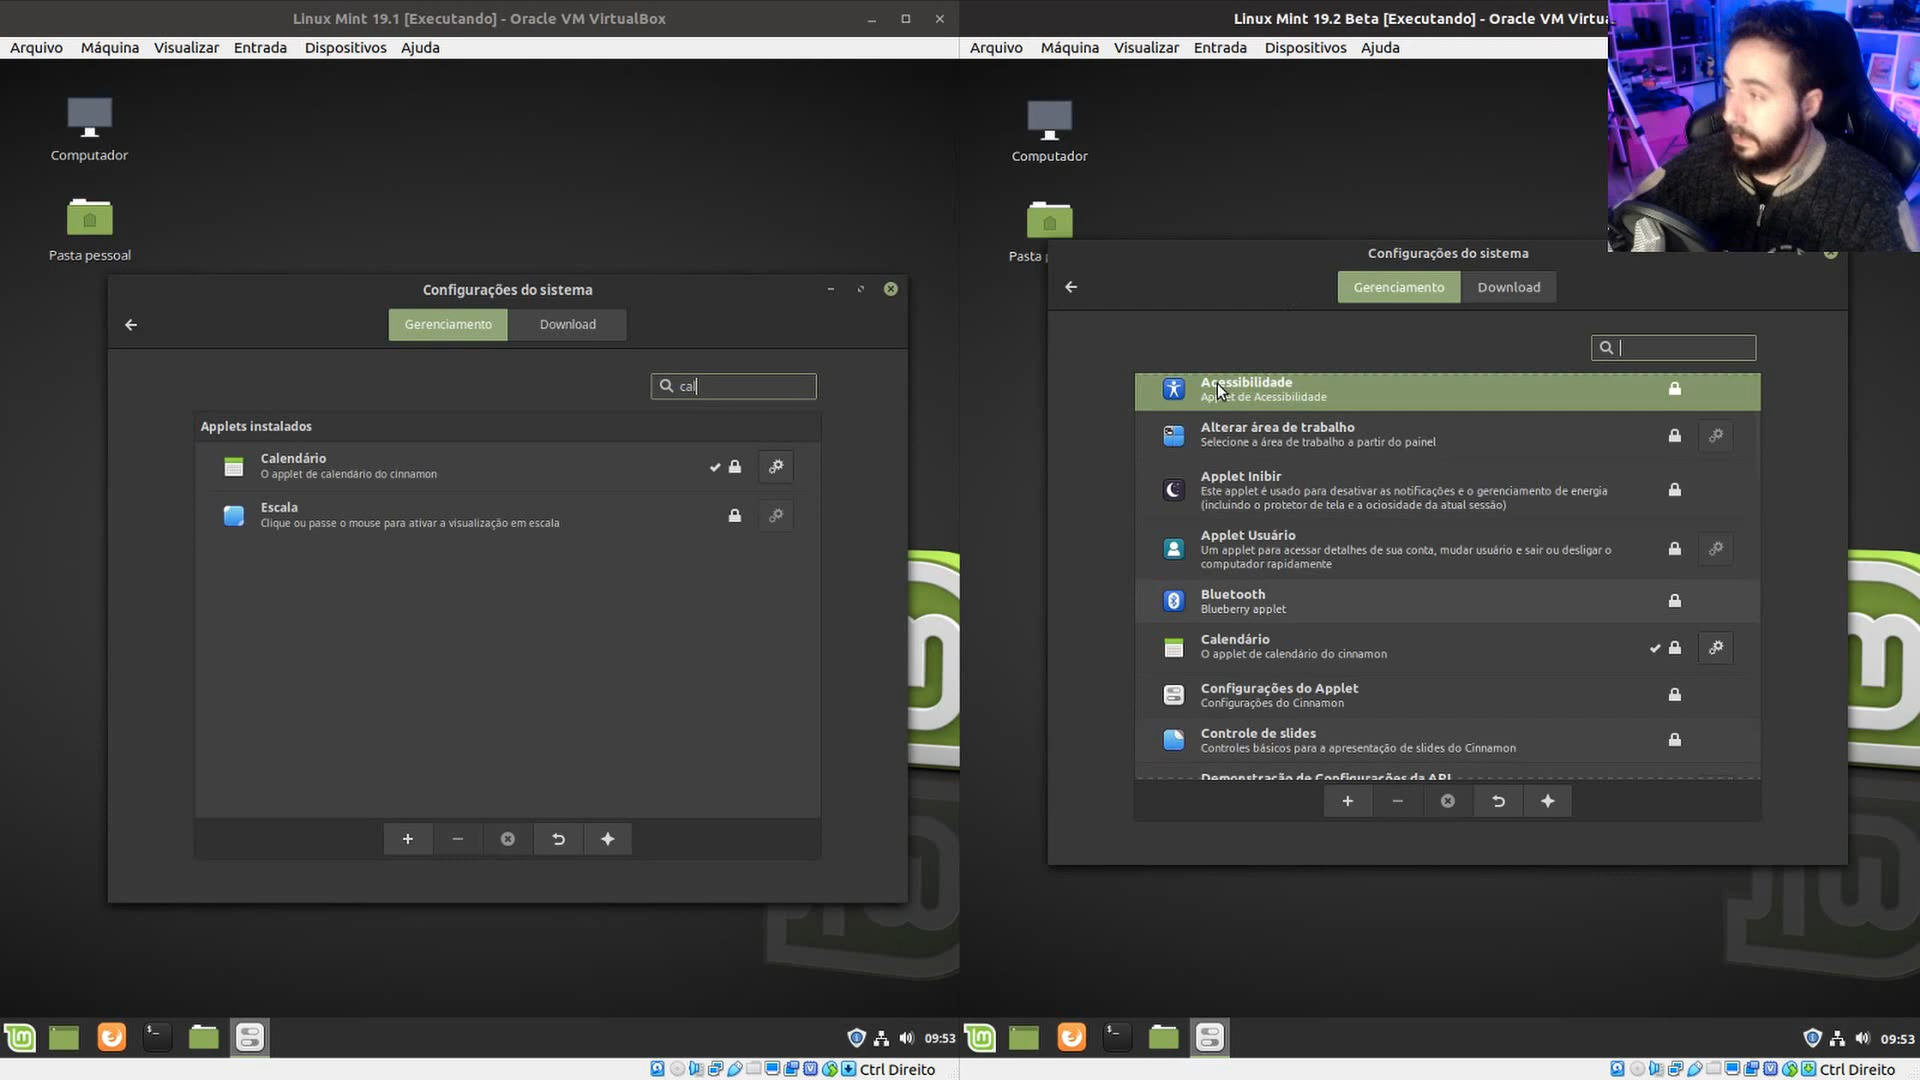 Linux Mint 19.1 [Executando] - Oracle VM VirtualBox
Arquivo Máquina Visualizar Entrada Dispositivos Ajuda
Computador
Pasta pessoal
Configurações do sistema
Gerenciamento Download
cal
Applets instalados
Calendário
O applet de calendário do cinnamon
Escala
Clique ou passe o mouse para ativar a visualização em escala
09:53
Ctrl Direito
Linux Mint 19.2 Beta [Executando] - Oracle VM Virtua
Arquivo Máquina Visualizar Entrada Dispositivos Ajuda
Computador
Pasta
Configurações do sistema
Gerenciamento Download
Acessibilidade
Applet de Acessibilidade
Alterar área de trabalho
Selecione a área de trabalho a partir do painel
Applet Inibir
Este applet é usado para desativar as notificações e o gerenciamento de energia
(incluindo o protetor de tela e a ociosidade da atual sessão)
Applet Usuário
Um applet para acessar detalhes de sua conta, mudar usuário e sair ou desligar o
computador rapidamente
Bluetooth
Blueberry applet
Calendário
O applet de calendário do cinnamon
Configurações do Applet
Configurações do Cinnamon
Controle de slides
Controles básicos para a apresentação de slides do Cinnamon
Demonstração de Configurações da API
09:53
Ctrl Direito